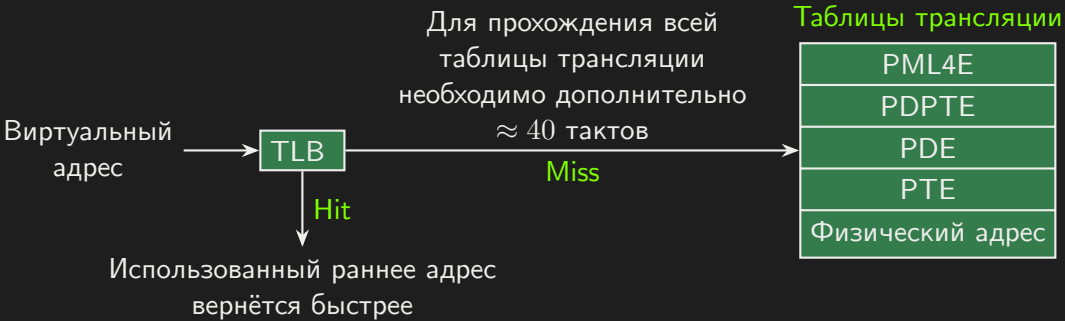 Для прохождения всей
таблицы трансляции
необходимо дополнительно
≈ 40 тактов
Таблицы трансляции
PML4E
PDPTE
PDE
PTE
Физический адрес
Виртуальный
адрес
TLB
Miss
Hit
Использованный раннее адрес
вернётся быстрее